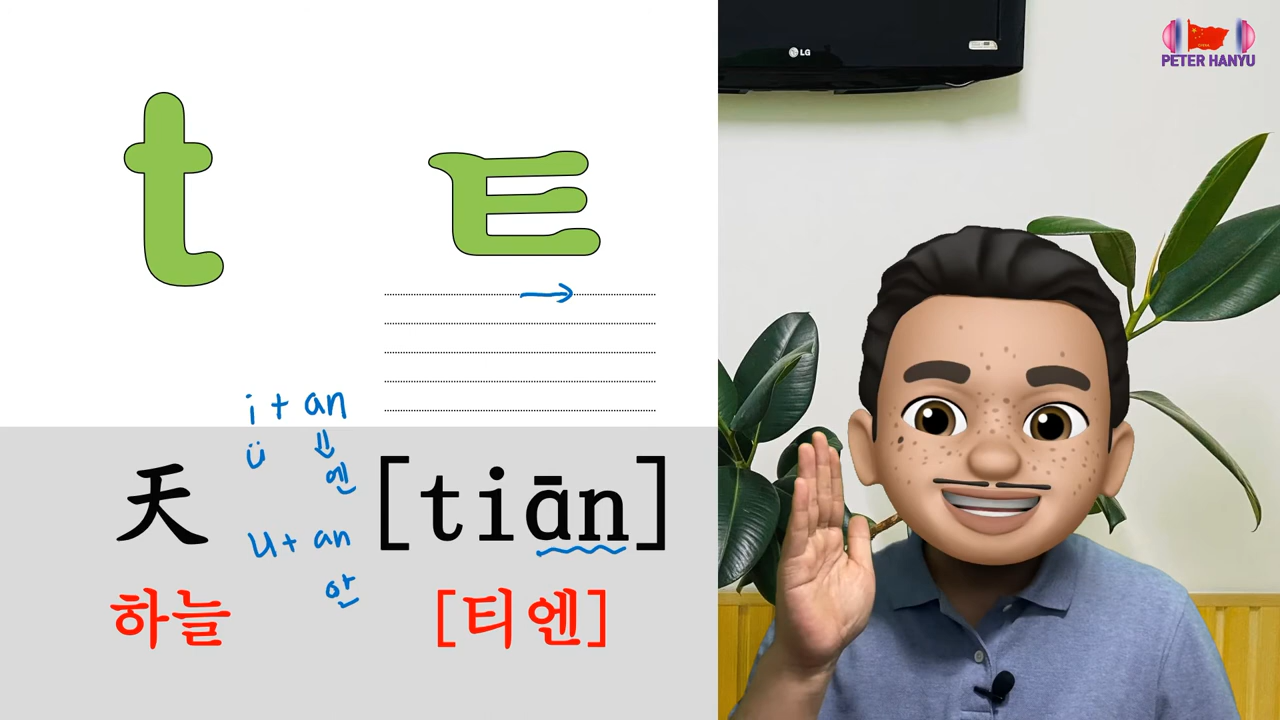 t ㅌ
i + an
ü
엔
天 [tiān]
u + an
안
하늘 [티엔]
LG
PETER HANYU